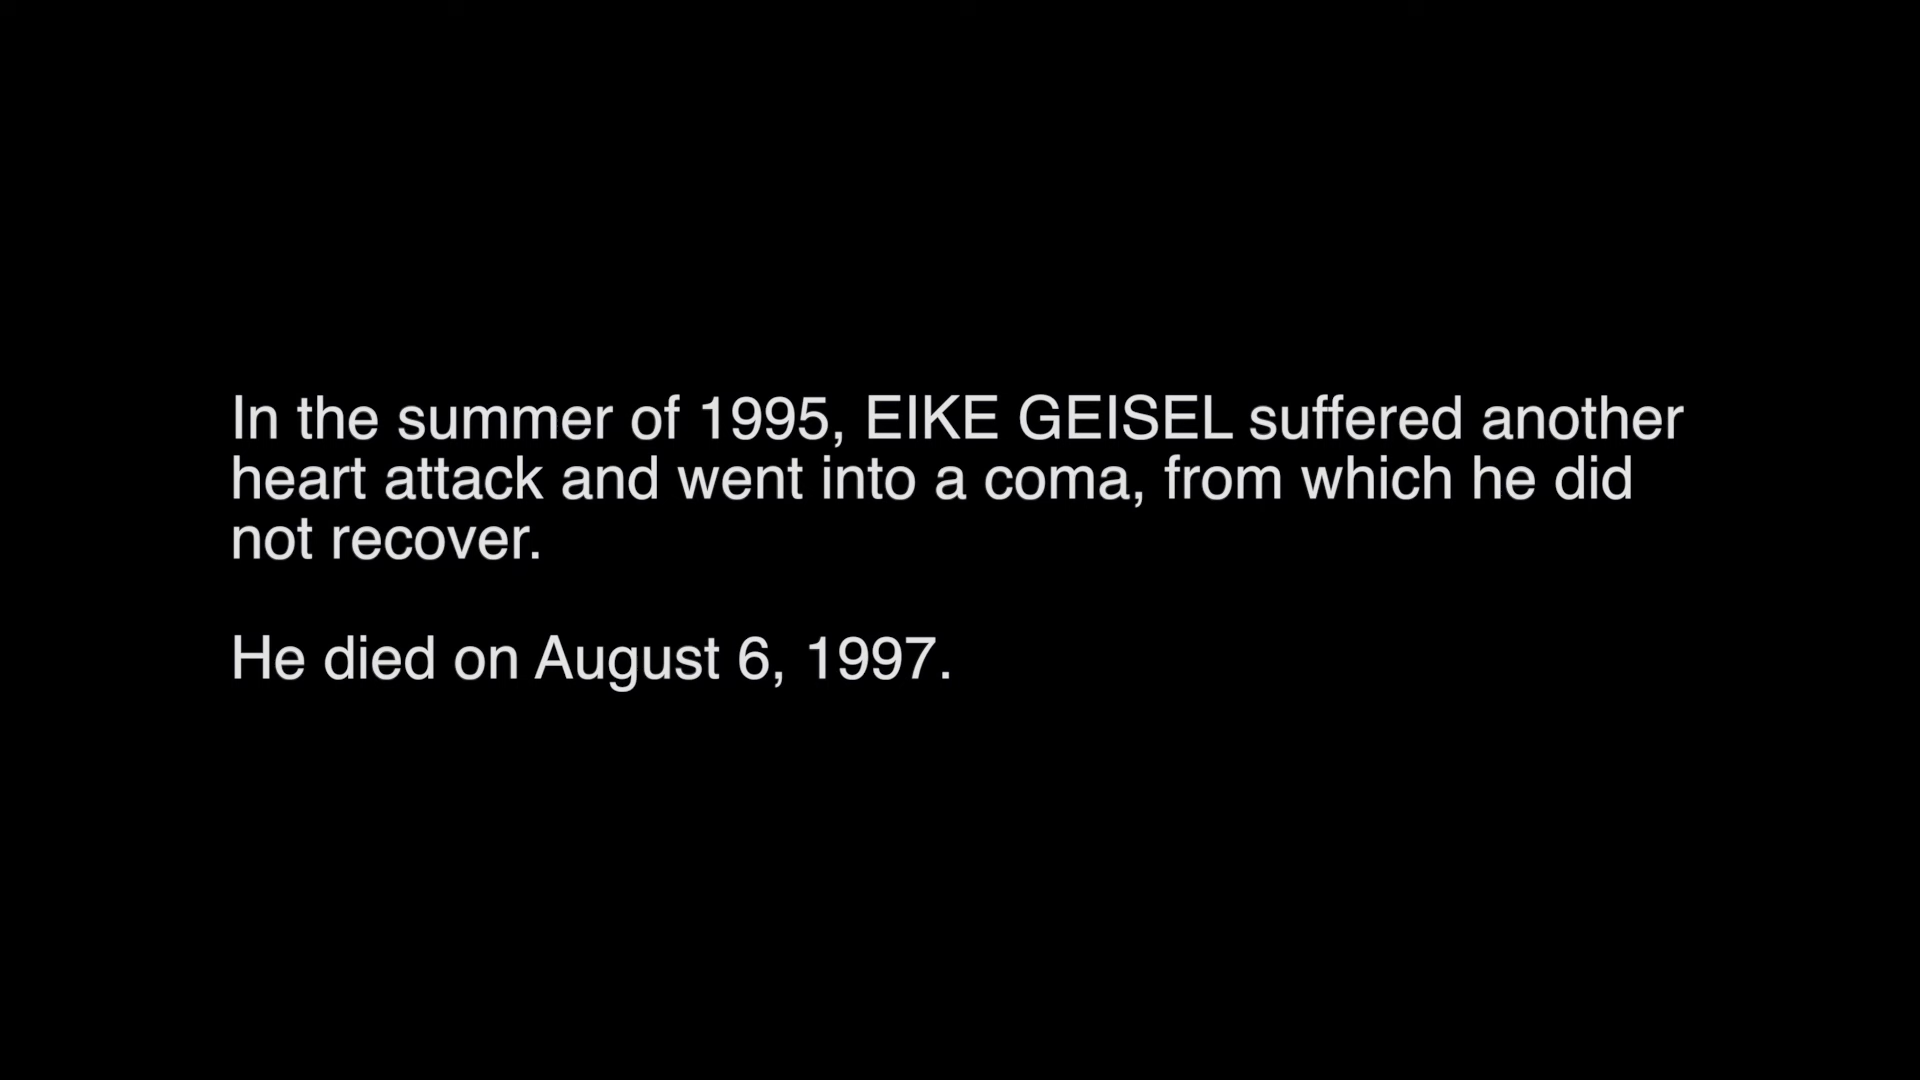 In the summer of 1995, EIKE GEISEL suffered another
heart attack and went into a coma, from which he did
not recover.
He died on August 6, 1997.